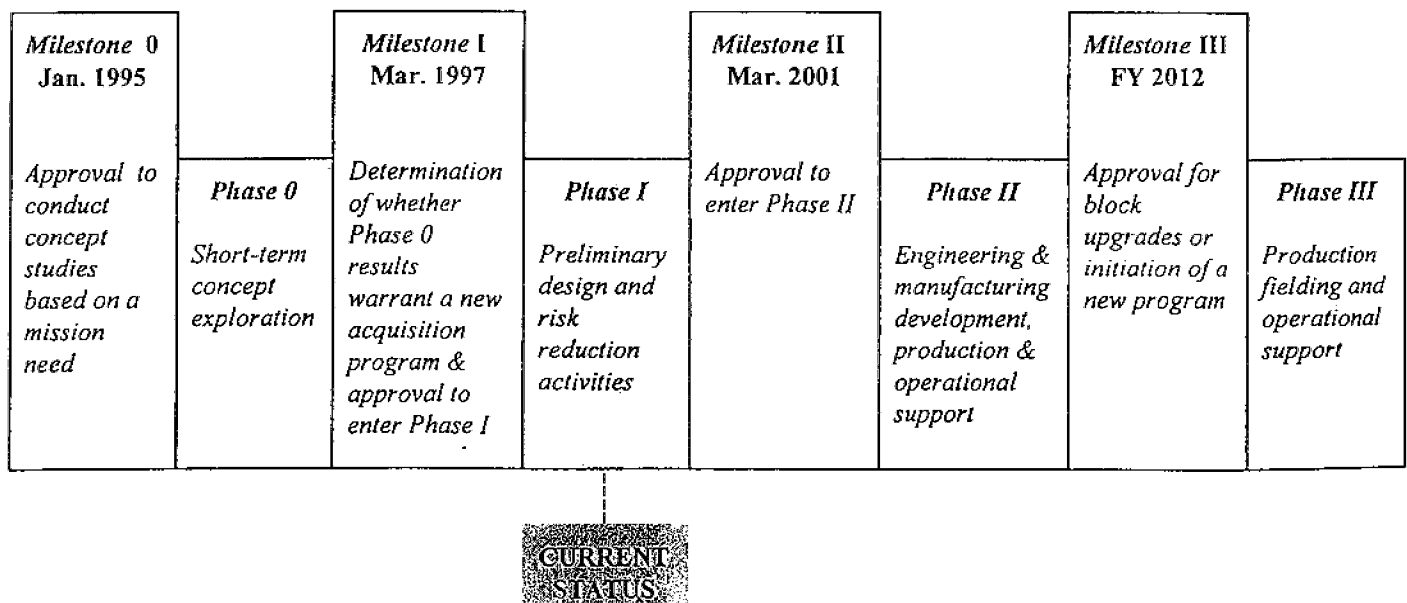 Milestone 0
Jan. 1995
Approval to
conduct
concept
studies
based on a
mission
need
Phase 0
Short-term
concept
exploration
Milestone I
Mar. 1997
Determination
of whether
Phase 0
results
warrant a new
acquisition
program &
approval to
enter Phase I
Phase I
Preliminary
design and
risk
reduction
activities
Milestone II
Mar. 2001
Approval to
enter Phase II
Phase II
Engineering &
manufacturing
development,
production &
operational
support
Milestone III
FY 2012
Approval for
block
upgrades or
initiation of a
new program
Phase III
Production
fielding and
operational
support
CURRENT
STATUS